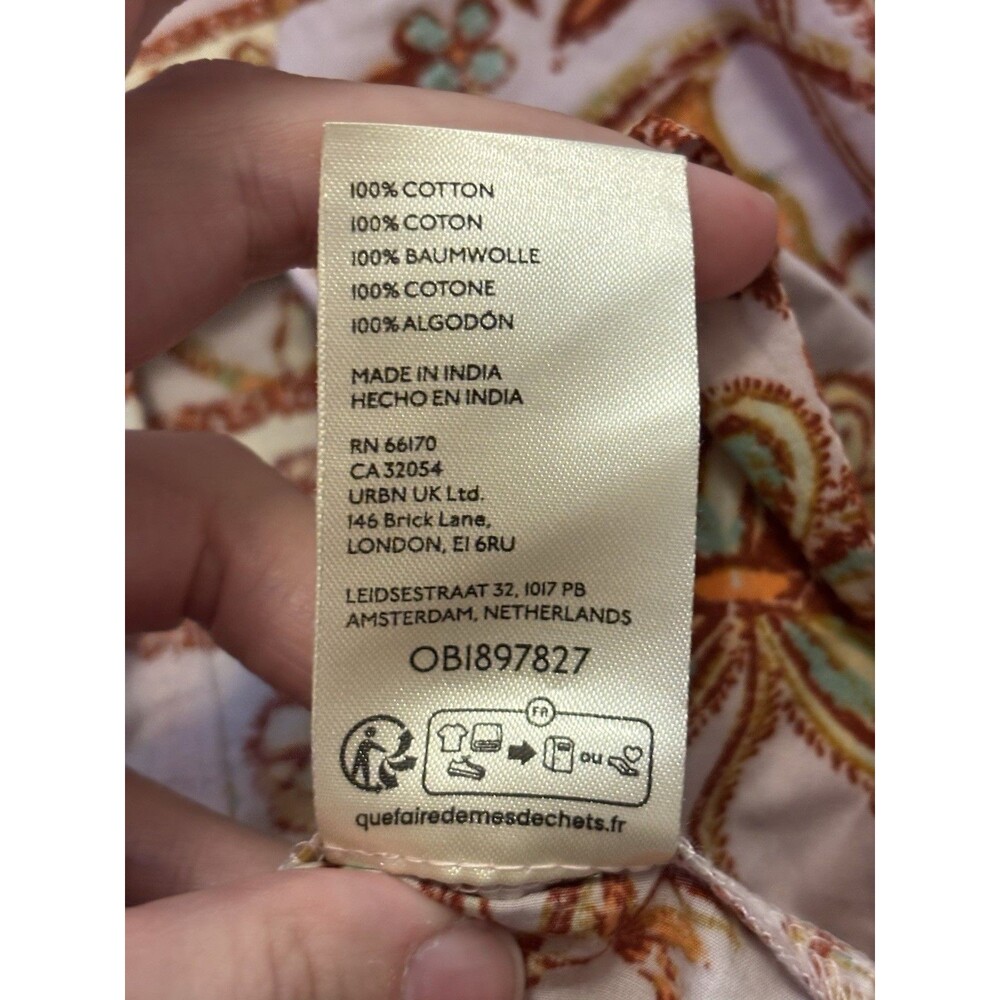 100% COTTON
100% COTON
100% BAUMWOLLE
100% COTONE
100% ALGODÓN
MADE IN INDIA
HECHO EN INDIA
RN 66170
CA 32054
URBN UK Ltd.
146 Brick Lane,
LONDON, E1 6RU
LEIDSESTRAAT 32, 1017 PB
AMSTERDAM, NETHERLANDS
OB1897827
FR
ou
quefairedemesdechets.fr